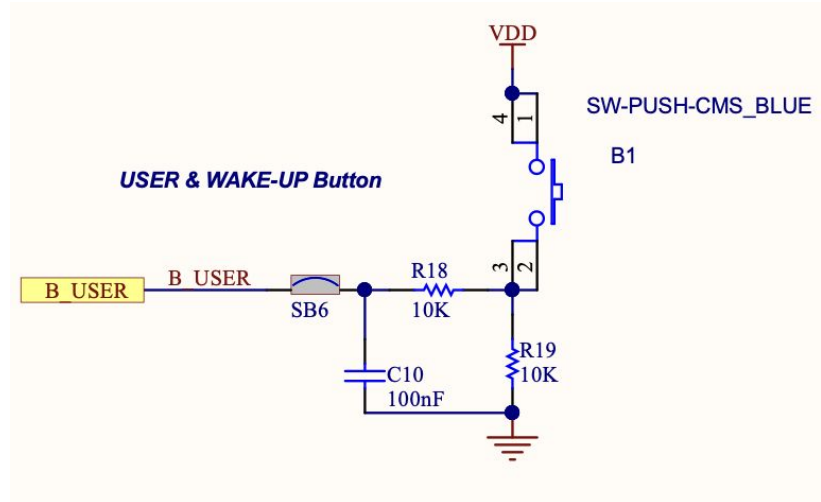 VDD
SW-PUSH-CMS_BLUE
4
1
B1
USER & WAKE-UP Button
3
2
B_USER
B_USER
R18
SB6
10K
R19
10K
C10
100nF